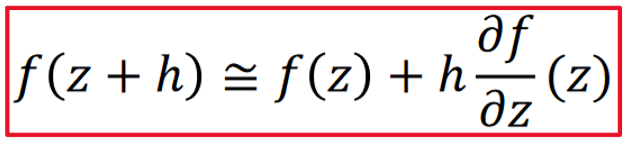 f(z + h) ≅ f(z) + h ∂f/∂z (z)